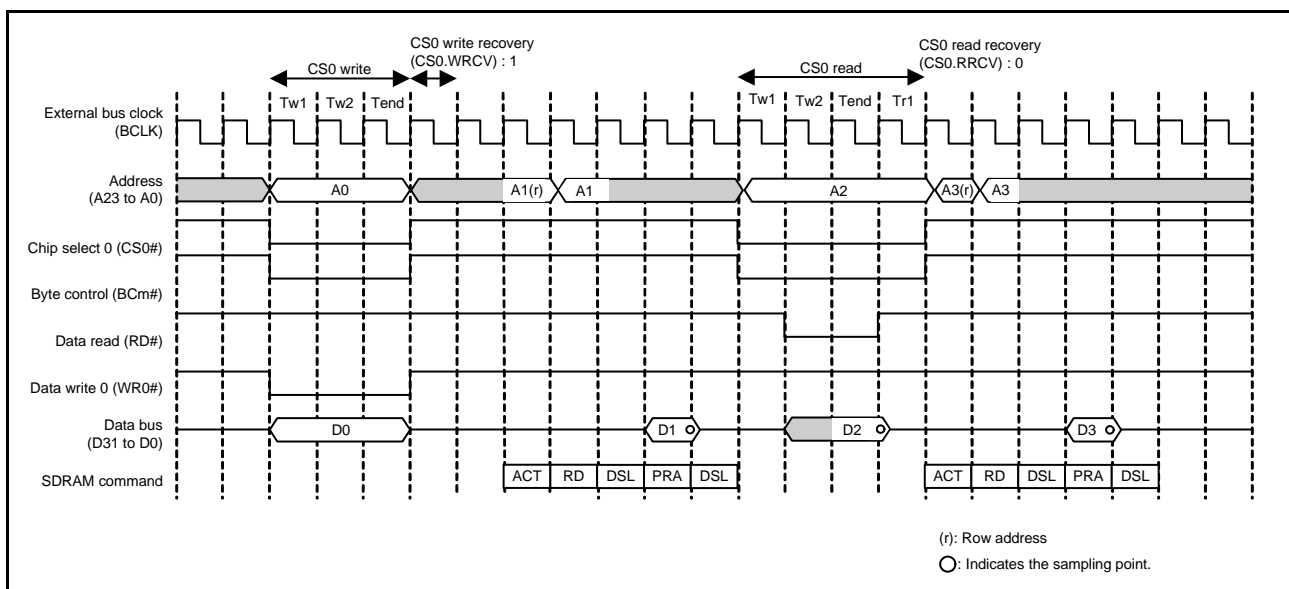 CS0 write recovery
(CS0.WRCV) : 1
CS0 read recovery
(CS0.RRCV) : 0
CS0 write
CS0 read
Tw1 Tw2 Tend
Tw1 Tw2 Tend Tr1
External bus clock
(BCLK)
Address
(A23 to A0)
A0 A1(r) A1 A2 A3(r) A3
Chip select 0 (CS0#)
Byte control (BCm#)
Data read (RD#)
Data write 0 (WR0#)
Data bus
(D31 to D0)
D0 D1 D2 D3
SDRAM command
ACT RD DSL PRA DSL
ACT RD DSL PRA DSL
(r): Row address
: Indicates the sampling point.